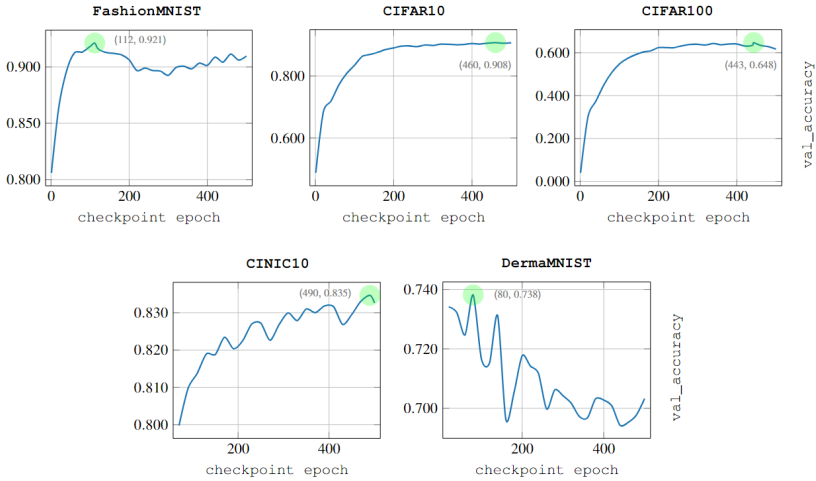 FashionMNIST
CIFAR10
CIFAR100
0.900
0.850
0.800
(112, 0.921)
0 200 400
checkpoint epoch
0.800
0.600
(460, 0.908)
0 200 400
checkpoint epoch
0.600
0.400
0.200
0.000
(443, 0.648)
0 200 400
checkpoint epoch
val_accuracy
CINIC10
DermaMNIST
0.830
0.820
0.810
0.800
(490, 0.835)
200 400
checkpoint epoch
0.740
0.720
0.700
(80, 0.738)
200 400
checkpoint epoch
val_accuracy